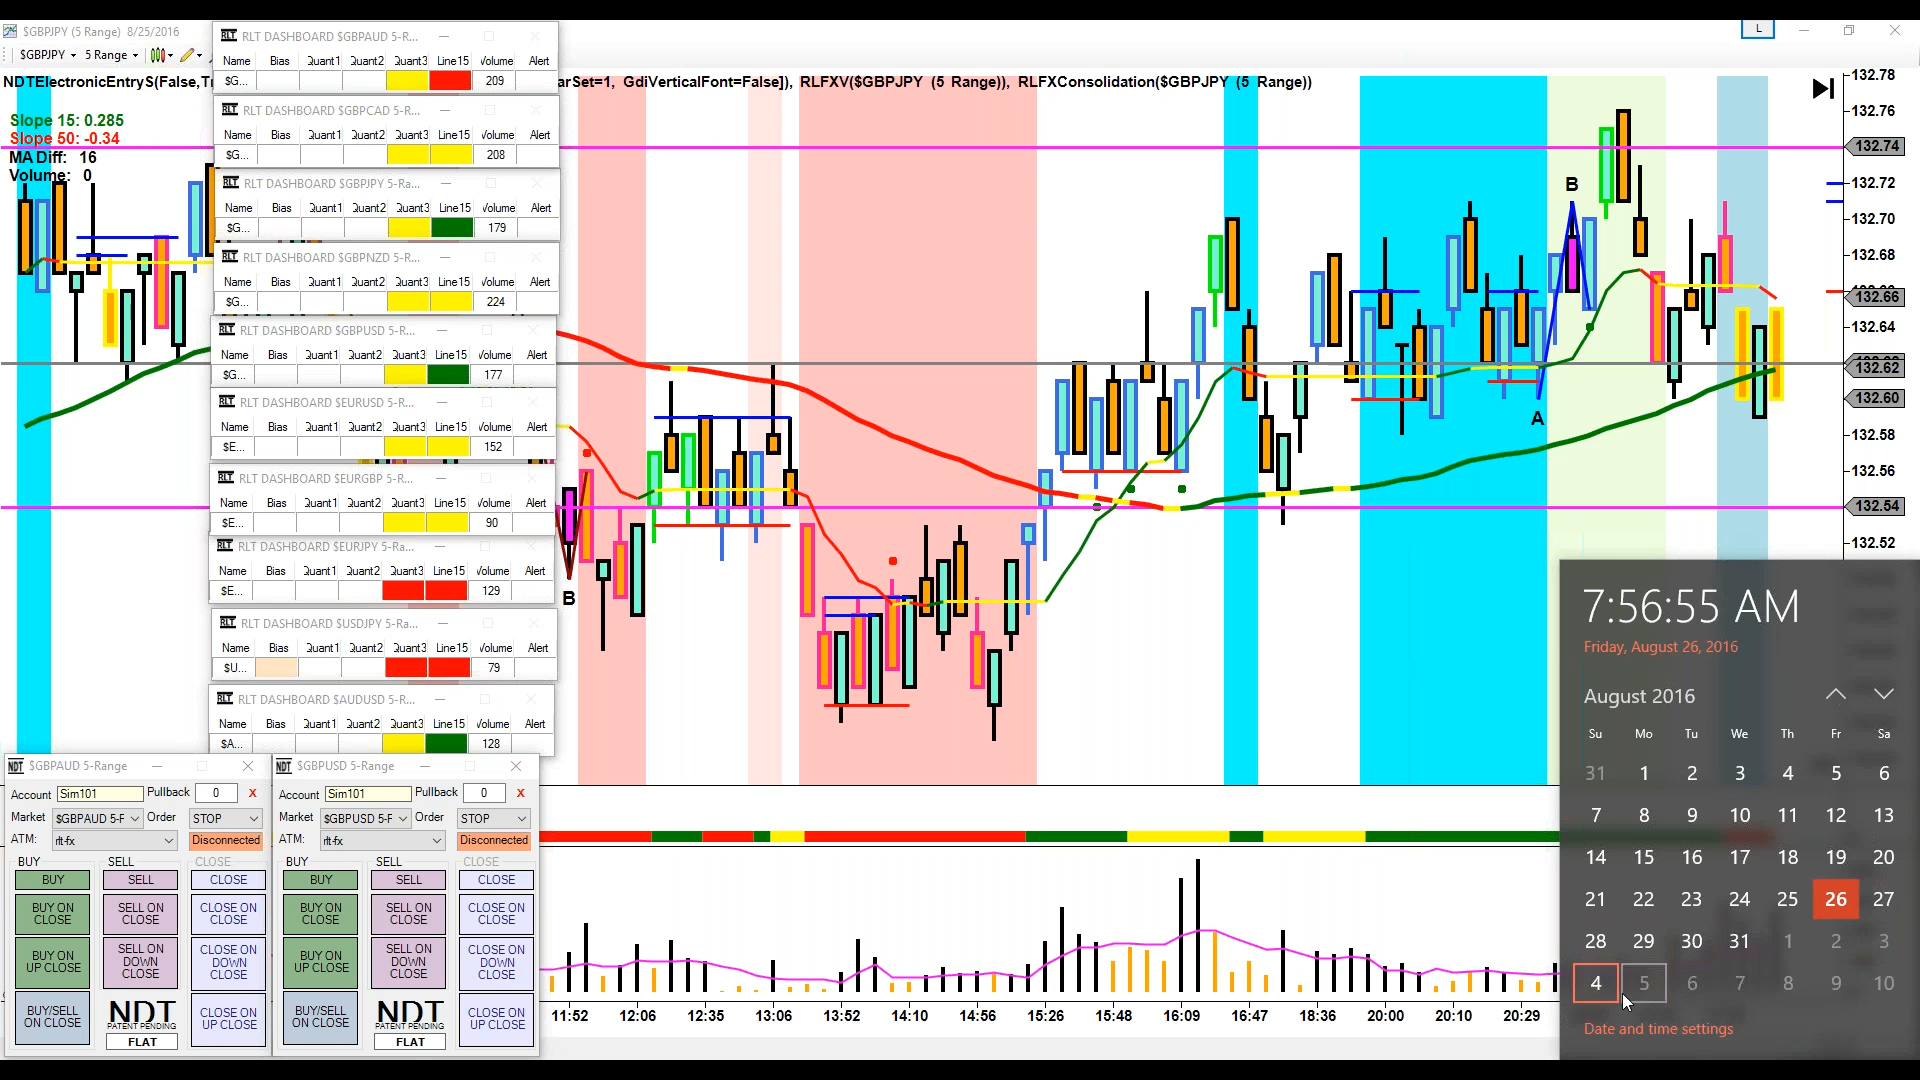 $GBPJPY (5 Range)  8/25/2016
$GBPJPY  5 Range
L
NDTElectronicEntryS(False,Tr
arSet=1,  GdiVerticalFont=False]),  RLFXV($GBPJPY  (5  Range)),  RLFXConsolidation($GBPJPY  (5  Range))
Slope 15: 0.285
Slope 50: -0.34
MA Diff:  16
Volume:  0
RLT DASHBOARD $GBPAUD 5-R...
Name Bias Quant1 Quant2 Quant3 Line15 Volume Alert
$G... 209
RLT DASHBOARD $GBPCAD 5-R...
Name Bias Quant1 Quant2 Quant3 Line15 Volume Alert
$G... 208
RLT DASHBOARD $GBPJPY 5-Ra...
Name Bias Quant1 Quant2 Quant3 Line15 Volume Alert
$G... 179
RLT DASHBOARD $GBPNZD 5-R...
Name Bias Quant1 Quant2 Quant3 Line15 Volume Alert
$G... 224
RLT DASHBOARD $GBPUSD 5-R...
Name Bias Quant1 Quant2 Quant3 Line15 Volume Alert
$G... 177
RLT DASHBOARD $EURUSD 5-R...
Name Bias Quant1 Quant2 Quant3 Line15 Volume Alert
$E... 152
RLT DASHBOARD $EURGBP 5-R...
Name Bias Quant1 Quant2 Quant3 Line15 Volume Alert
$E... 90
RLT DASHBOARD $EURJPY 5-Ra...
Name Bias Quant1 Quant2 Quant3 Line15 Volume Alert
$E... 129
RLT DASHBOARD $USDJPY 5-Ra...
Name Bias Quant1 Quant2 Quant3 Line15 Volume Alert
$U... 79
RLT DASHBOARD $AUDUSD 5-R...
Name Bias Quant1 Quant2 Quant3 Line15 Volume Alert
$A... 128
B
B
A
132.78
132.76
132.74
132.72
132.70
132.68
132.66
132.64
132.62
132.60
132.58
132.56
132.54
132.52
NDT $GBPAUD 5-Range
Account Sim101 Pullback 0 X
Market $GBPAUD 5-F Order STOP
ATM: rlt-fx Disconnected
BUY SELL CLOSE
BUY SELL CLOSE
BUY ON CLOSE SELL ON CLOSE CLOSE ON UP CLOSE
BUY ON UP CLOSE SELL ON DOWN CLOSE CLOSE ON DOWN CLOSE
BUY/SELL ON CLOSE NDT PATENT PENDING FLAT CLOSE ON UP CLOSE
NDT $GBPUSD 5-Range
Account Sim101 Pullback 0 X
Market $GBPUSD 5-F Order STOP
ATM: rlt-fx Disconnected
BUY SELL CLOSE
BUY SELL CLOSE
BUY ON CLOSE SELL ON CLOSE CLOSE ON UP CLOSE
BUY ON UP CLOSE SELL ON DOWN CLOSE CLOSE ON DOWN CLOSE
BUY/SELL ON CLOSE NDT PATENT PENDING FLAT CLOSE ON UP CLOSE
11:52 12:06 12:35 13:06 13:52 14:10 14:56 15:26 15:48 16:09 16:47 18:36 20:00 20:10 20:29
7:56:55 AM
Friday, August 26, 2016
August 2016
Su Mo Tu We Th Fr Sa
31 1 2 3 4 5 6
7 8 9 10 11 12 13
14 15 16 17 18 19 20
21 22 23 24 25 26 27
28 29 30 31 1 2 3
4 5 6 7 8 9 10
Date and time settings